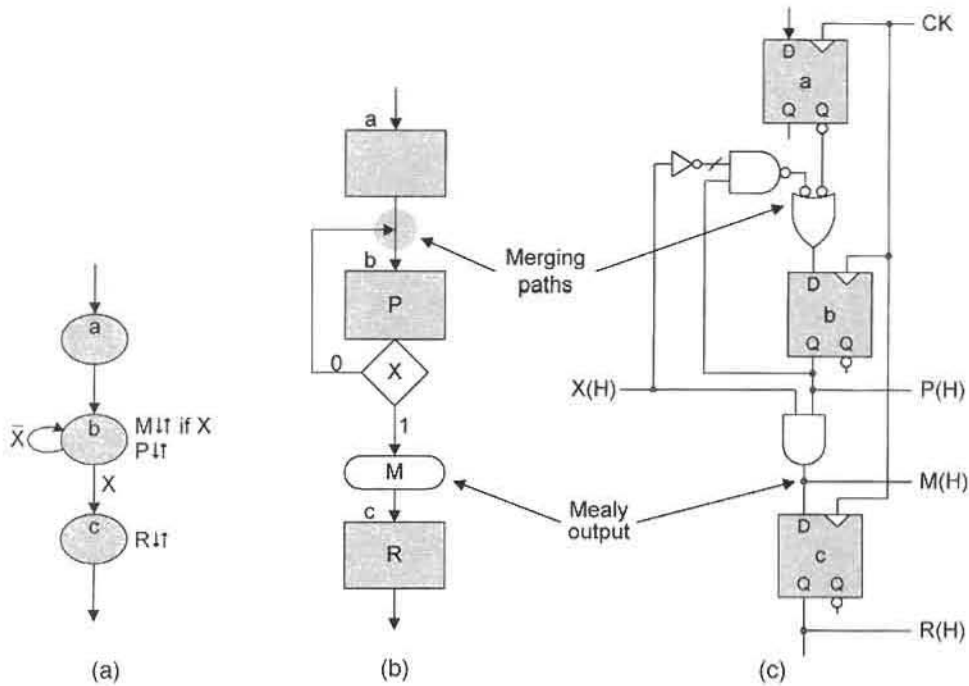 a
b
M↓↑ if X
P↓↑
X̄
X
c
R↓↑
(a)
a
b
P
0
X
1
M
c
R
(b)
Merging
paths
Mealy
output
CK
D
a
Q Q
D
b
Q Q
X(H)
P(H)
M(H)
D
c
Q Q
R(H)
(c)